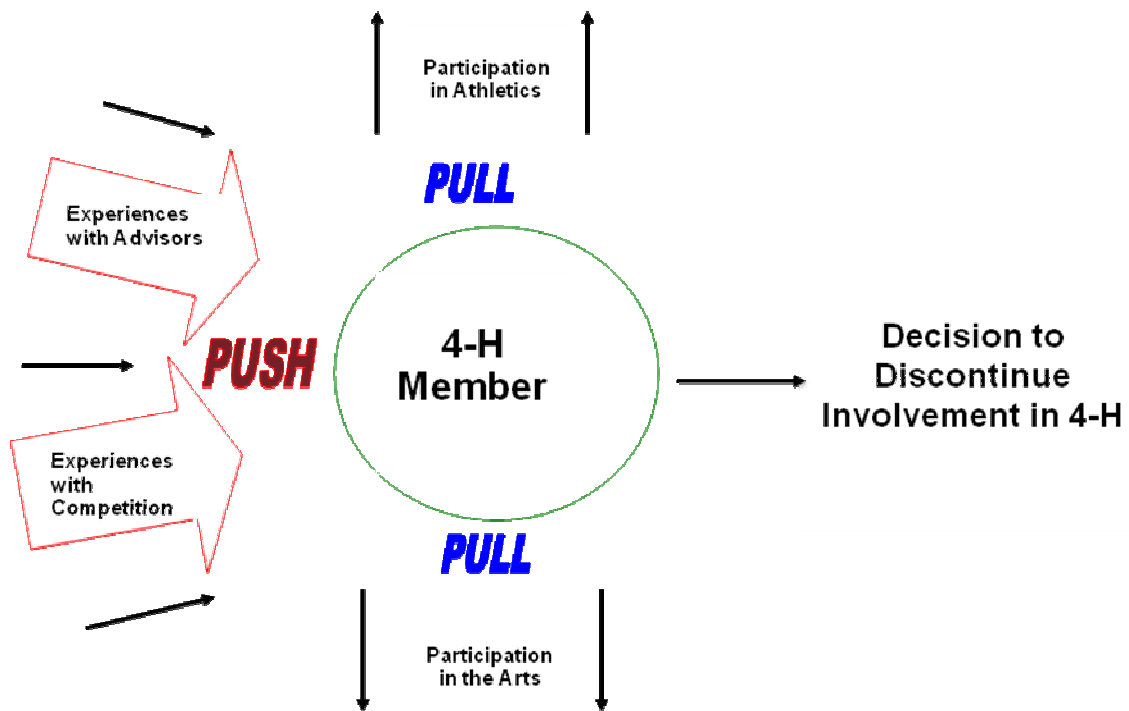 Participation
in Athletics
PULL
Experiences
with Advisors
PUSH
4-H
Member
Decision to
Discontinue
Involvement in 4-H
Experiences
with
Competition
PULL
Participation
in the Arts